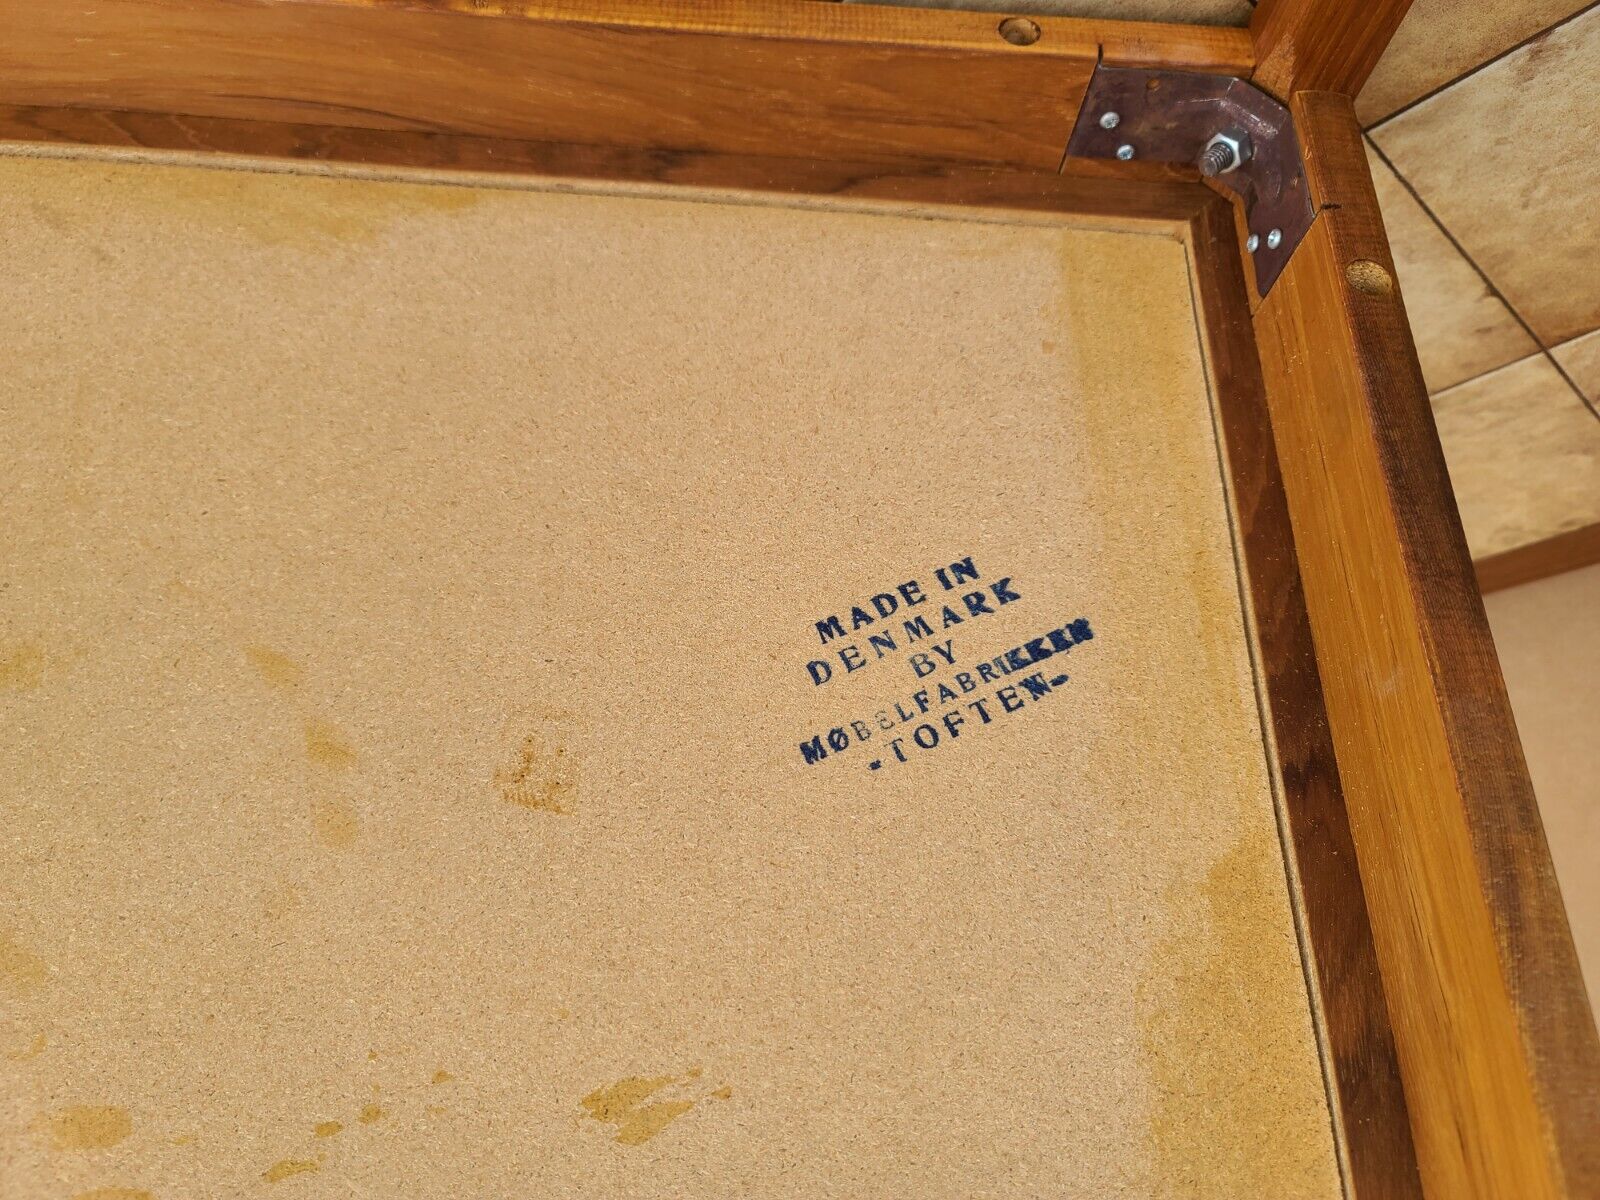 MADE IN
DENMARK
BY
MØBELFABRIKKEN
-TOFTEN-